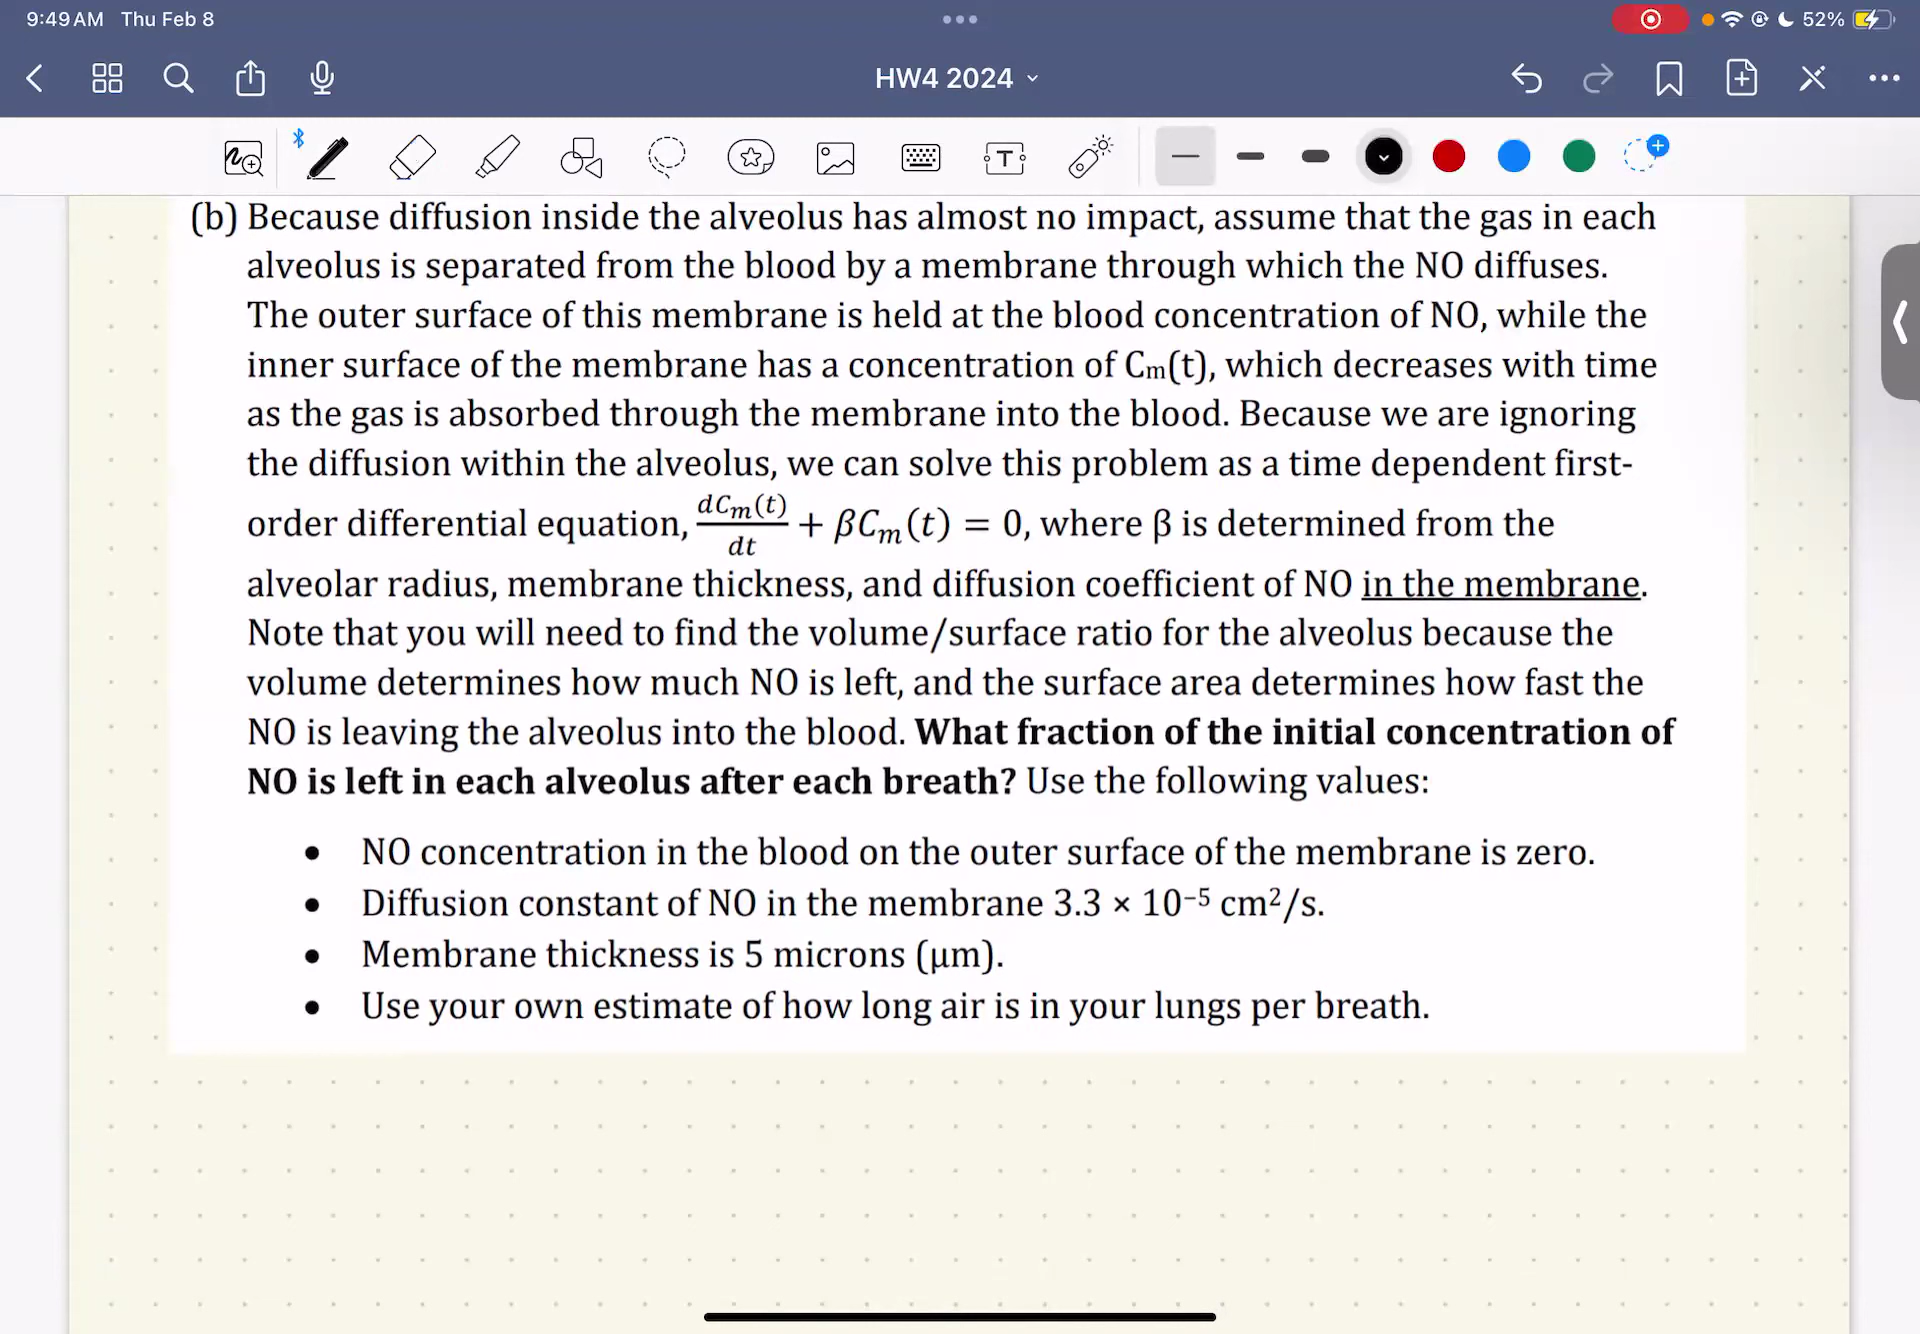 9:49 AM Thu Feb 8
52%
HW4 2024
T
(b) Because diffusion inside the alveolus has almost no impact, assume that the gas in each
alveolus is separated from the blood by a membrane through which the NO diffuses.
The outer surface of this membrane is held at the blood concentration of NO, while the
inner surface of the membrane has a concentration of Cm(t), which decreases with time
as the gas is absorbed through the membrane into the blood. Because we are ignoring
the diffusion within the alveolus, we can solve this problem as a time dependent first-
order differential equation, dCm(t)/dt + βCm(t) = 0, where β is determined from the
alveolar radius, membrane thickness, and diffusion coefficient of NO in the membrane.
Note that you will need to find the volume/surface ratio for the alveolus because the
volume determines how much NO is left, and the surface area determines how fast the
NO is leaving the alveolus into the blood. What fraction of the initial concentration of
NO is left in each alveolus after each breath? Use the following values:
• NO concentration in the blood on the outer surface of the membrane is zero.
• Diffusion constant of NO in the membrane 3.3 × 10⁻⁵ cm²/s.
• Membrane thickness is 5 microns (μm).
• Use your own estimate of how long air is in your lungs per breath.